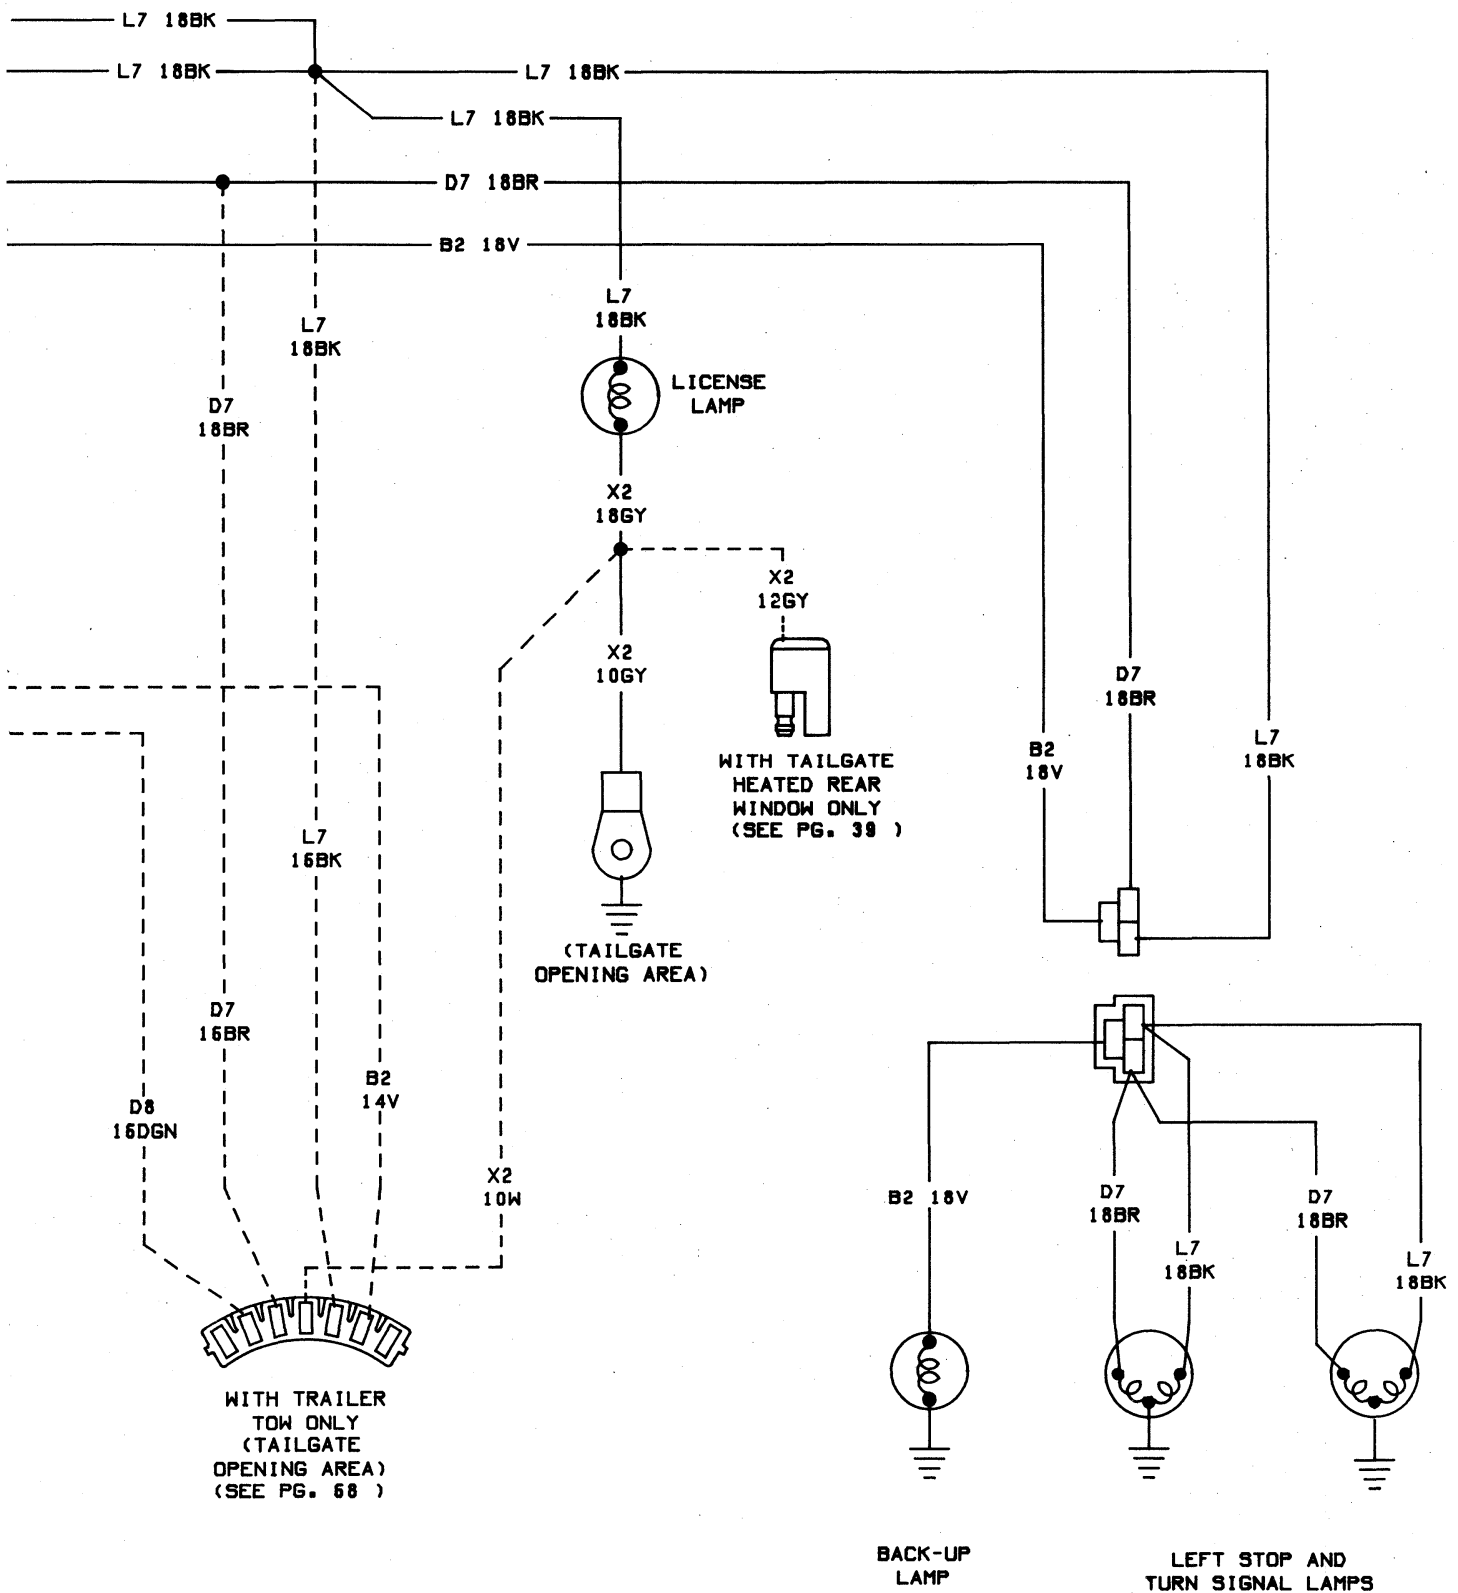 L7 18BK
L7 18BK
L7 18BK
L7 18BK
D7 18BR
B2 18V
L7
18BK
L7
18BK
LICENSE
LAMP
D7
18BR
X2
18GY
X2
12GY
X2
10GY
D7
18BR
B2
18V
L7
18BK
WITH TAILGATE
HEATED REAR
WINDOW ONLY
(SEE PG. 39 )
L7
16BK
(TAILGATE
OPENING AREA)
D7
16BR
B2
14V
D8
16DGN
X2
10W
B2 18V
D7
18BR
D7
18BR
L7
18BK
L7
18BK
WITH TRAILER
TOW ONLY
(TAILGATE
OPENING AREA)
(SEE PG. )
BACK-UP
LAMP
LEFT STOP AND
TURN SIGNAL LAMPS